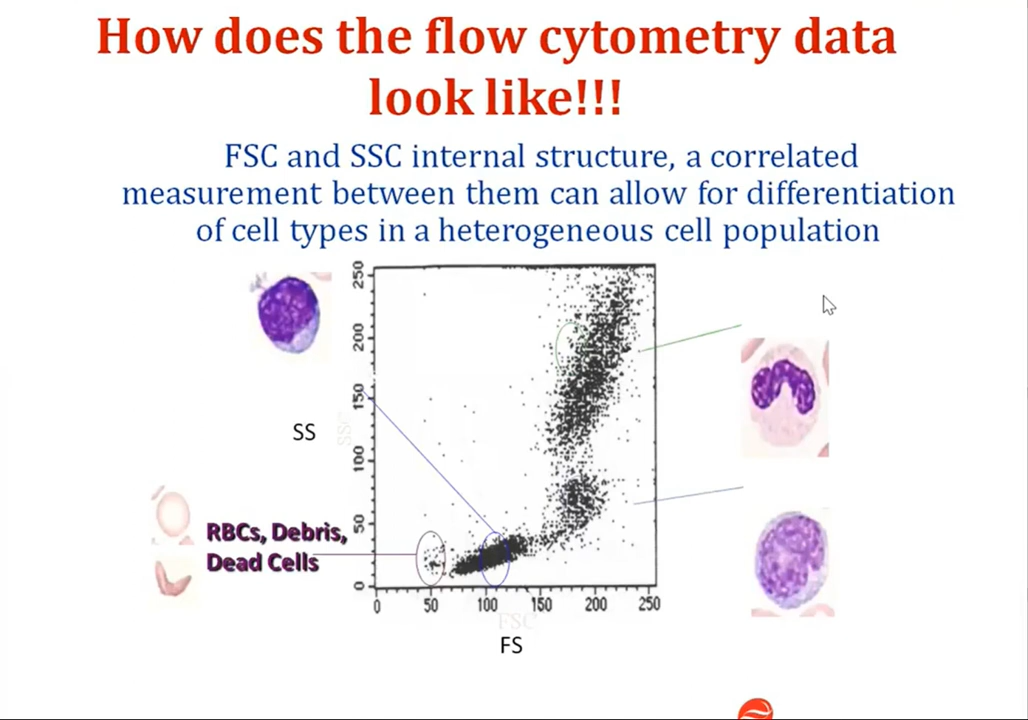 How does the flow cytometry data
look like!!!
FSC and SSC internal structure, a correlated
measurement between them can allow for differentiation
of cell types in a heterogeneous cell population
250
200
150
100
50
0
SS
SSC
RBCs, Debris,
Dead Cells
0 50 100 150 200 250
FSC
FS